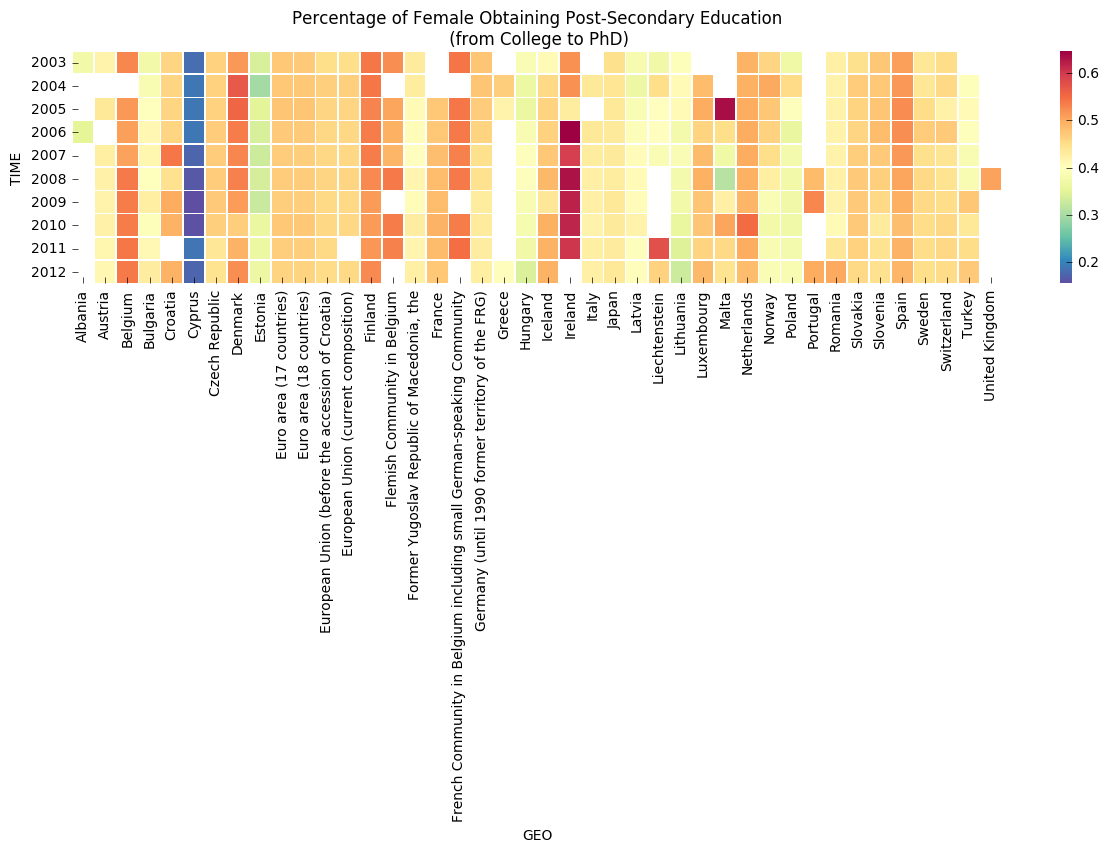 Percentage of Female Obtaining Post-Secondary Education
(from College to PhD)
TIME
2003
2004
2005
2006
2007
2008
2009
2010
2011
2012
0.6
0.5
0.4
0.3
0.2
Albania
Austria
Belgium
Bulgaria
Croatia
Cyprus
Czech Republic
Denmark
Estonia
Euro area (17 countries)
Euro area (18 countries)
European Union (before the accession of Croatia)
European Union (current composition)
Finland
Flemish Community in Belgium
Former Yugoslav Republic of Macedonia, the
France
French Community in Belgium including small German-speaking Community
Germany (until 1990 former territory of the FRG)
Greece
Hungary
Iceland
Ireland
Italy
Japan
Latvia
Liechtenstein
Lithuania
Luxembourg
Malta
Netherlands
Norway
Poland
Portugal
Romania
Slovakia
Slovenia
Spain
Sweden
Switzerland
Turkey
United Kingdom
GEO